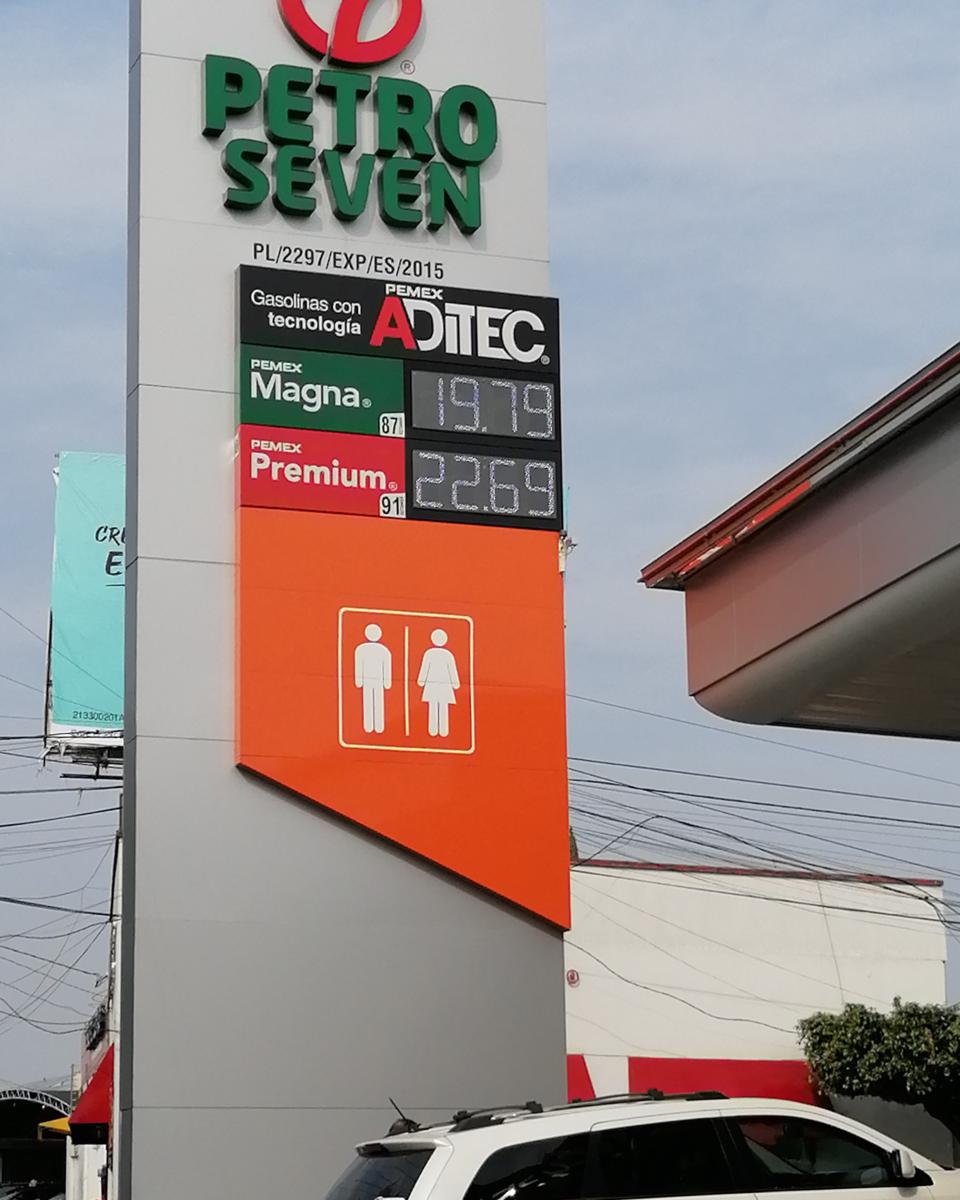 PETRO
SEVEN
PL/2297/EXP/ES/2015
Gasolinas con
tecnología
PEMEX
ADITEC
PEMEX
Magna
87
19.79
PEMEX
Premium
91
22.69